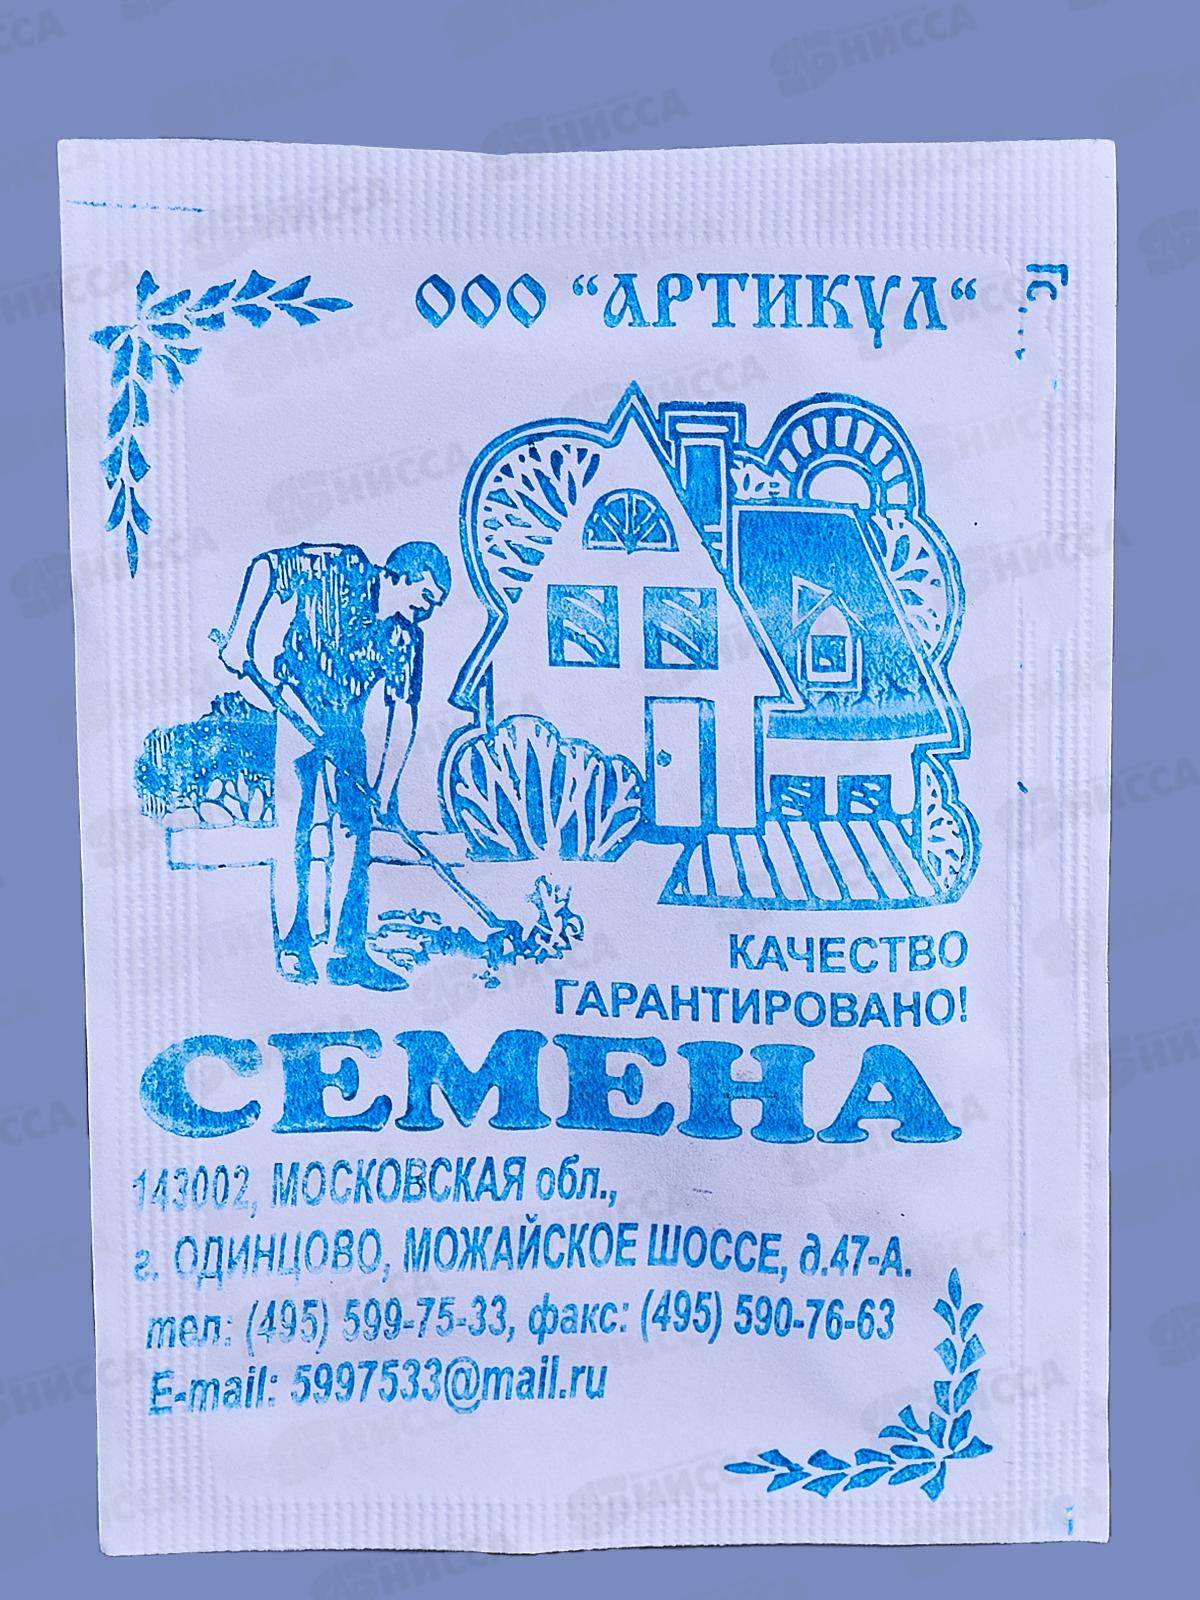 ООО “АРТИКУЛ“
КАЧЕСТВО
ГАРАНТИРОВАНО!
СЕМЕНА
143002, МОСКОВСКАЯ обл.,
г. ОДИНЦОВО, МОЖАЙСКОЕ ШОССЕ, д.47-А.
тел: (495) 599-75-33, факс: (495) 590-76-63
E-mail: 5997533@mail.ru